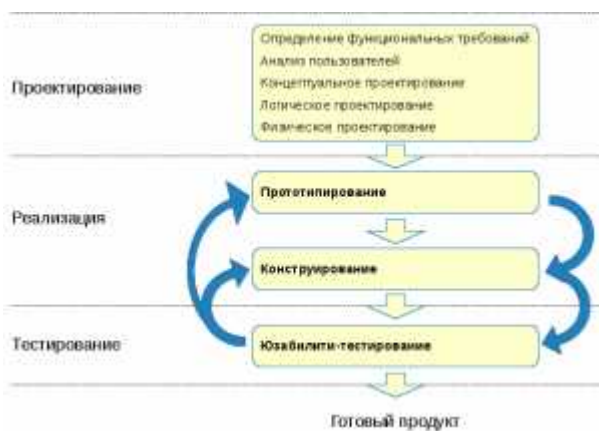 Определение функциональных требований
Анализ пользователей
Концептуальное проектирование
Логическое проектирование
Физическое проектирование
Проектирование
Прототипирование
Реализация
Конструирование
Тестирование
Юзабилити-тестирование
Готовый продукт